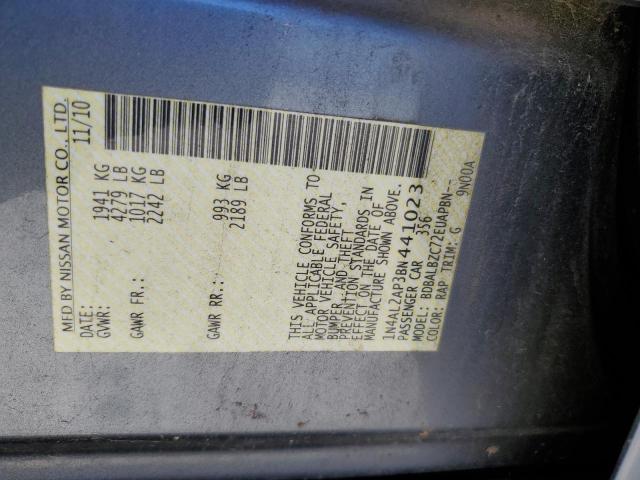 MFD BY NISSAN MOTOR CO., LTD.
DATE: 11/10
GVWR: 1941 KG
4279 LB
GAWR FR.: 1017 KG
2242 LB
GAWR RR.: 993 KG
2189 LB
THIS VEHICLE CONFORMS TO
ALL APPLICABLE FEDERAL
MOTOR VEHICLE SAFETY,
BUMPER, AND THEFT
PREVENTION STANDARDS IN
EFFECT ON THE DATE OF
MANUFACTURE SHOWN ABOVE.
1N4AL2AP3BN441023
PASSENGER CAR 356
MODEL: BDBALBZC72EUAPBN--
COLOR: RAP TRIM: G 9N00A